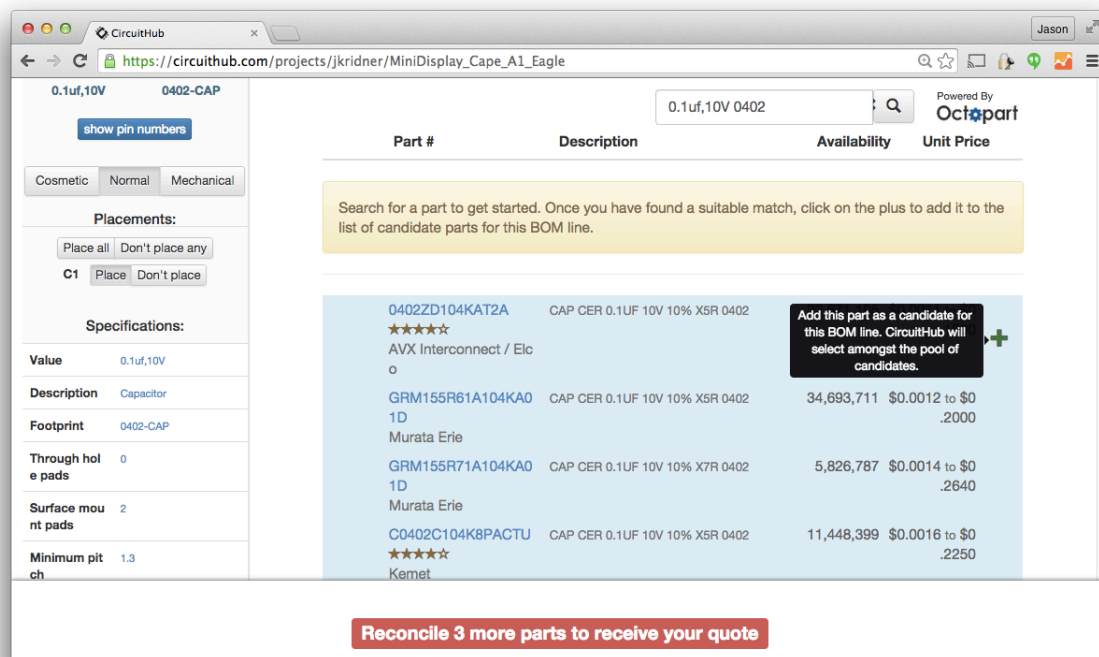 CircuitHub
Jason
https://circuithub.com/projects/jkridner/MiniDisplay_Cape_A1_Eagle
0.1uf,10V 0402-CAP
show pin numbers
Cosmetic Normal Mechanical
Placements:
Place all Don't place any
C1 Place Don't place
Specifications:
Value 0.1uf,10V
Description Capacitor
Footprint 0402-CAP
Through hol
e pads 0
Surface mou
nt pads 2
Minimum pit
ch 1.3
0.1uf,10V 0402
Powered By
Octopart
Part # Description Availability Unit Price
Search for a part to get started. Once you have found a suitable match, click on the plus to add it to the
list of candidate parts for this BOM line.
0402ZD104KAT2A CAP CER 0.1UF 10V 10% X5R 0402
AVX Interconnect / Elc
o
Add this part as a candidate for
this BOM line. CircuitHub will
select amongst the pool of
candidates.
GRM155R61A104KA0 CAP CER 0.1UF 10V 10% X5R 0402 34,693,711 $0.0012 to $0
1D .2000
Murata Erie
GRM155R71A104KA0 CAP CER 0.1UF 10V 10% X7R 0402 5,826,787 $0.0014 to $0
1D .2640
Murata Erie
C0402C104K8PACTU CAP CER 0.1UF 10V 10% X5R 0402 11,448,399 $0.0016 to $0
.2250
Kemet
Reconcile 3 more parts to receive your quote